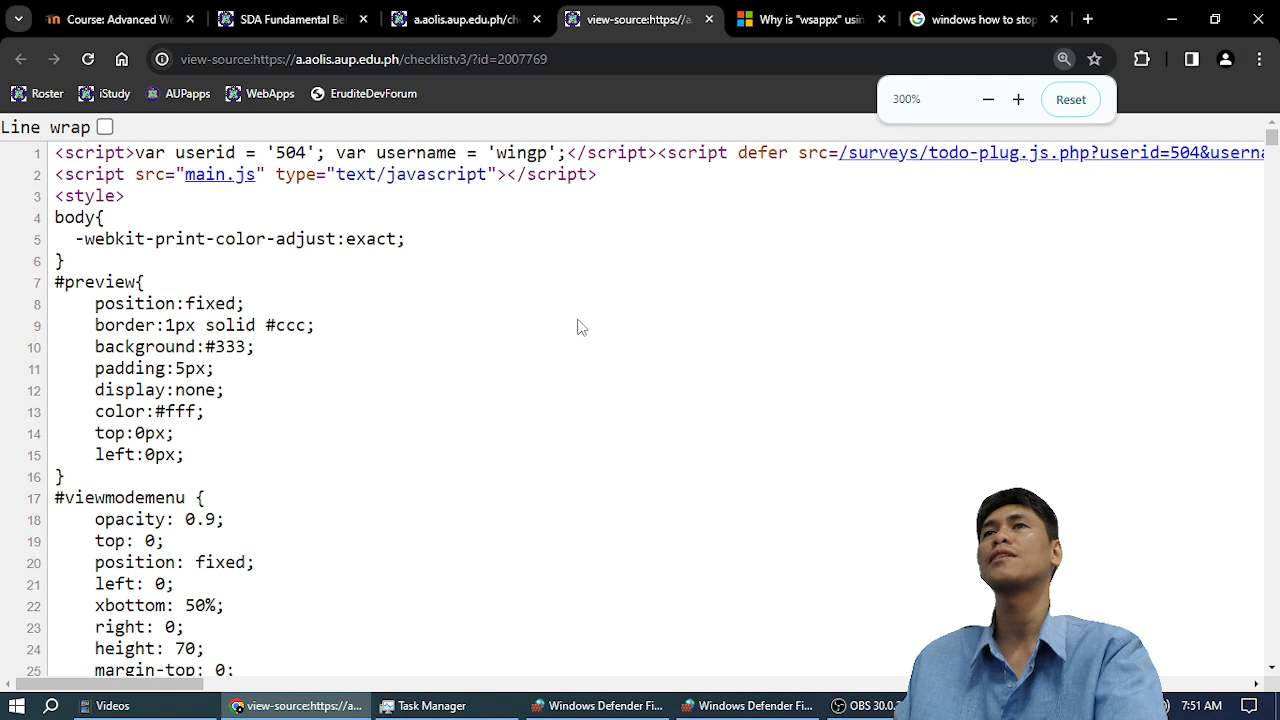 Course: Advanced We
SDA Fundamental Bel
a.aolis.aup.edu.ph/che
view-source:https://a.
Why is "wsappx" usin
windows how to stop
view-source:https://a.aolis.aup.edu.ph/checklistv3/?id=2007769
Roster
iStudy
AUPapps
WebApps
EruditeDevForum
300%
Reset
Line wrap
1 <script>var userid = '504'; var username = 'wingp';</script><script defer src=/surveys/todo-plug.js.php?userid=504&userna
2 <script src="main.js" type="text/javascript"></script>
3 <style>
4 body{
5 -webkit-print-color-adjust:exact;
6 }
7 #preview{
8 position:fixed;
9 border:1px solid #ccc;
10 background:#333;
11 padding:5px;
12 display:none;
13 color:#fff;
14 top:0px;
15 left:0px;
16 }
17 #viewmodemenu {
18 opacity: 0.9;
19 top: 0;
20 position: fixed;
21 left: 0;
22 xbottom: 50%;
23 right: 0;
24 height: 70;
25 margin-top: 0;
Videos
view-source:https://a...
Task Manager
Windows Defender Fi...
Windows Defender Fi...
OBS 30.0.
7:51 AM